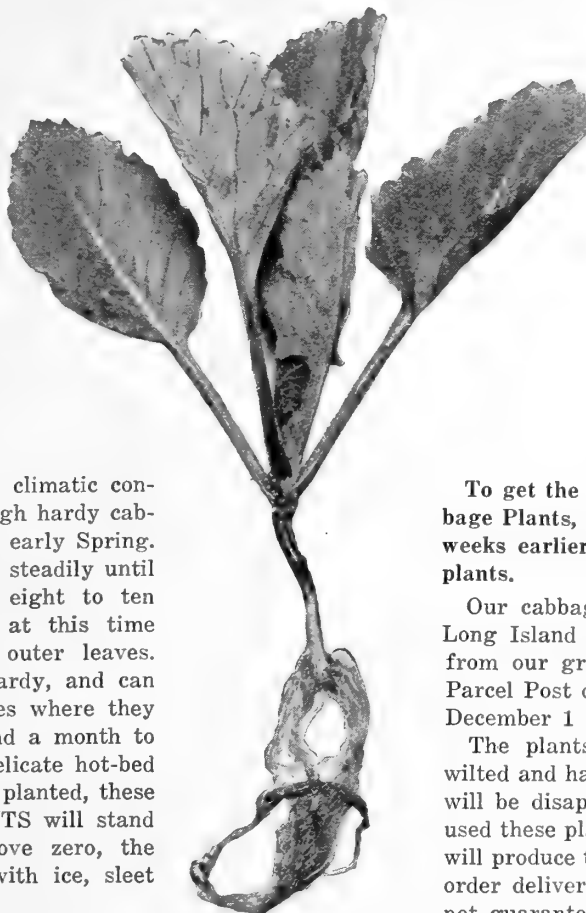 climatic con-
gh hardy cab-
early Spring.
steadily until
eight to ten
at this time
outer leaves.
ardy, and can
es where they
nd a month to
elicate hot-bed
planted, these
TS will stand
ove zero, the
with ice, sleet
To get the
bage Plants,
weeks earlier
plants.
Our cabbag
Long Island
from our gr
Parcel Post o
December 1
The plants
wilted and ha
will be disap
used these pla
will produce t
order deliver
not guarante